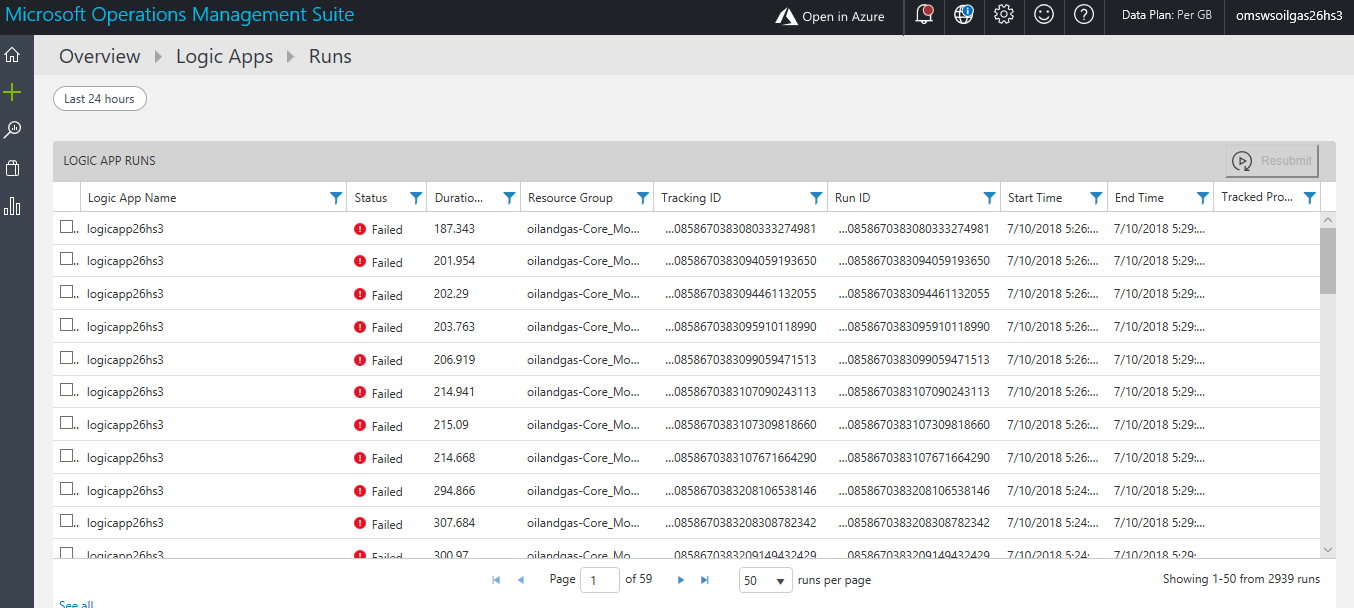 Microsoft Operations Management Suite Open in Azure Data Plan: Per GB omswsoilgas26hs3
Overview Logic Apps Runs
Last 24 hours
LOGIC APP RUNS Resubmit
Logic App Name Status Duratio... Resource Group Tracking ID Run ID Start Time End Time Tracked Pro...
.. logicapp26hs3 Failed 187.343 oilandgas-Core_Mo... ...0858670383080333274981 ...0858670383080333274981 7/10/2018 5:26:... 7/10/2018 5:29:...
.. logicapp26hs3 Failed 201.954 oilandgas-Core_Mo... ...0858670383094059193650 ...0858670383094059193650 7/10/2018 5:26:... 7/10/2018 5:29:...
.. logicapp26hs3 Failed 202.29 oilandgas-Core_Mo... ...0858670383094461132055 ...0858670383094461132055 7/10/2018 5:26:... 7/10/2018 5:29:...
.. logicapp26hs3 Failed 203.763 oilandgas-Core_Mo... ...0858670383095910118990 ...0858670383095910118990 7/10/2018 5:26:... 7/10/2018 5:29:...
.. logicapp26hs3 Failed 206.919 oilandgas-Core_Mo... ...0858670383099059471513 ...0858670383099059471513 7/10/2018 5:26:... 7/10/2018 5:29:...
.. logicapp26hs3 Failed 214.941 oilandgas-Core_Mo... ...0858670383107090243113 ...0858670383107090243113 7/10/2018 5:26:... 7/10/2018 5:29:...
.. logicapp26hs3 Failed 215.09 oilandgas-Core_Mo... ...0858670383107309818660 ...0858670383107309818660 7/10/2018 5:26:... 7/10/2018 5:29:...
.. logicapp26hs3 Failed 214.668 oilandgas-Core_Mo... ...0858670383107671664290 ...0858670383107671664290 7/10/2018 5:26:... 7/10/2018 5:29:...
.. logicapp26hs3 Failed 294.866 oilandgas-Core_Mo... ...0858670383208106538146 ...0858670383208106538146 7/10/2018 5:24:... 7/10/2018 5:29:...
.. logicapp26hs3 Failed 307.684 oilandgas-Core_Mo... ...0858670383208308782342 ...0858670383208308782342 7/10/2018 5:24:... 7/10/2018 5:29:...
.. logicapp26hs3 Failed 300.97 oilandgas-Core_Mo... ...0858670383209149432429 ...0858670383209149432429 7/10/2018 5:24:... 7/10/2018 5:29:...
Page 1 of 59 50 runs per page Showing 1-50 from 2939 runs
See all